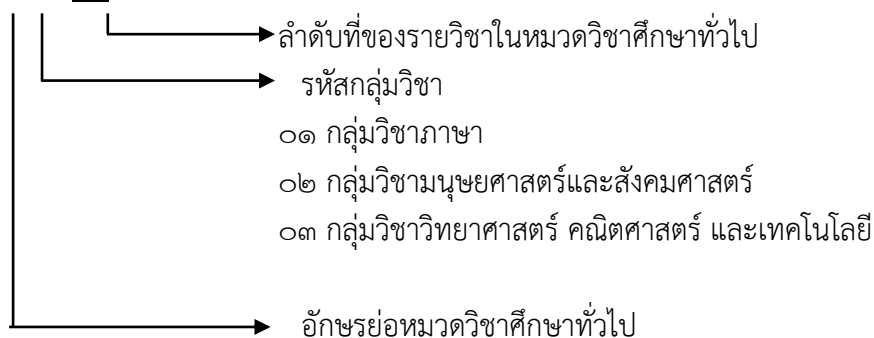 ลำดับที่ของรายวิชาในหมวดวิชาศึกษาทั่วไป
รหัสกลุ่มวิชา
๐๑ กลุ่มวิชาภาษา
๐๒ กลุ่มวิชามนุษยศาสตร์และสังคมศาสตร์
๐๓ กลุ่มวิชาวิทยาศาสตร์ คณิตศาสตร์ และเทคโนโลยี
อักษรย่อหมวดวิชาศึกษาทั่วไป